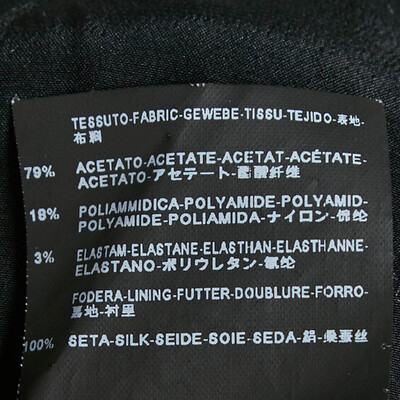 TESSUTO-FABRIC-GEWEBE-TISSU-TEJIDO-表地-
布料
79% ACETATO-ACETATE-ACETAT-ACÉTATE-
ACETATO-アセテート-醋酸纤维
18% POLIAMMIDICA-POLYAMIDE-POLYAMID-
POLYAMIDE-POLIAMIDA-ナイロン-锦纶
3% ELASTAM-ELASTANE-ELASTHAN-ELASTHANNE-
ELASTANO-ポリウレタン-氨纶
FODERA-LINING-FUTTER-DOUBLURE-FORRO-
裏地-衬里
100% SETA-SILK-SEIDE-SOIE-SEDA-絹-桑蚕丝